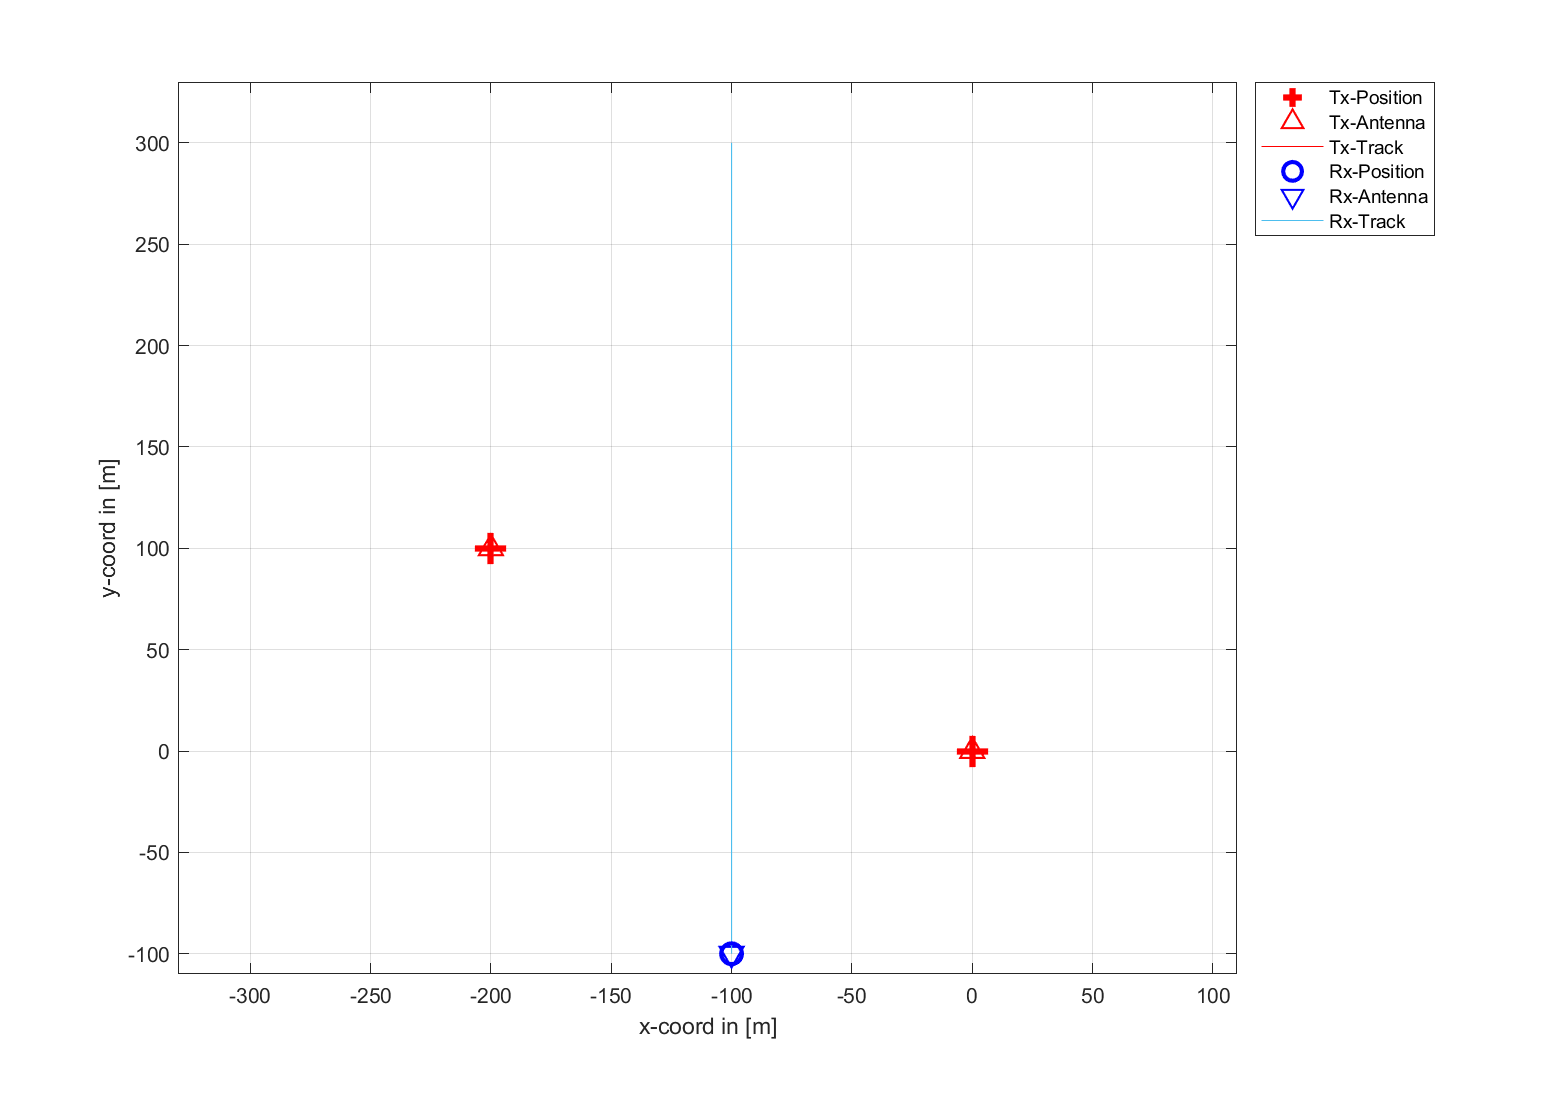 Tx-Position
Tx-Antenna
Tx-Track
Rx-Position
Rx-Antenna
Rx-Track
300
250
200
150
100
50
0
-50
-100
y-coord in [m]
-300 -250 -200 -150 -100 -50 0 50 100
x-coord in [m]